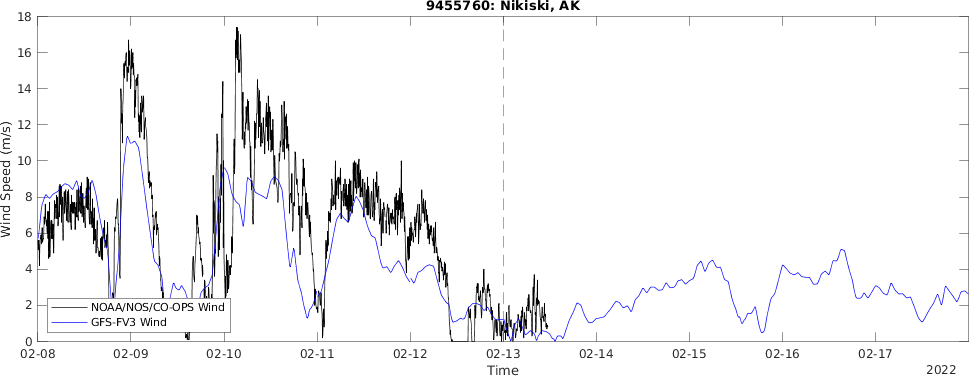 9455760: Nikiski, AK
18
16
14
12
10
8
6
4
2
0
Wind Speed (m/s)
NOAA/NOS/CO-OPS Wind
GFS-FV3 Wind
02-08 02-09 02-10 02-11 02-12 02-13 02-14 02-15 02-16 02-17
Time
2022